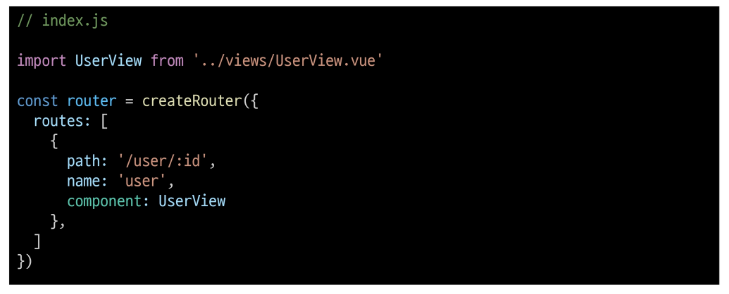 // index.js
import UserView from '../views/UserView.vue'
const router = createRouter({
  routes: [
    {
      path: '/user/:id',
      name: 'user',
      component: UserView
    },
  ]
})